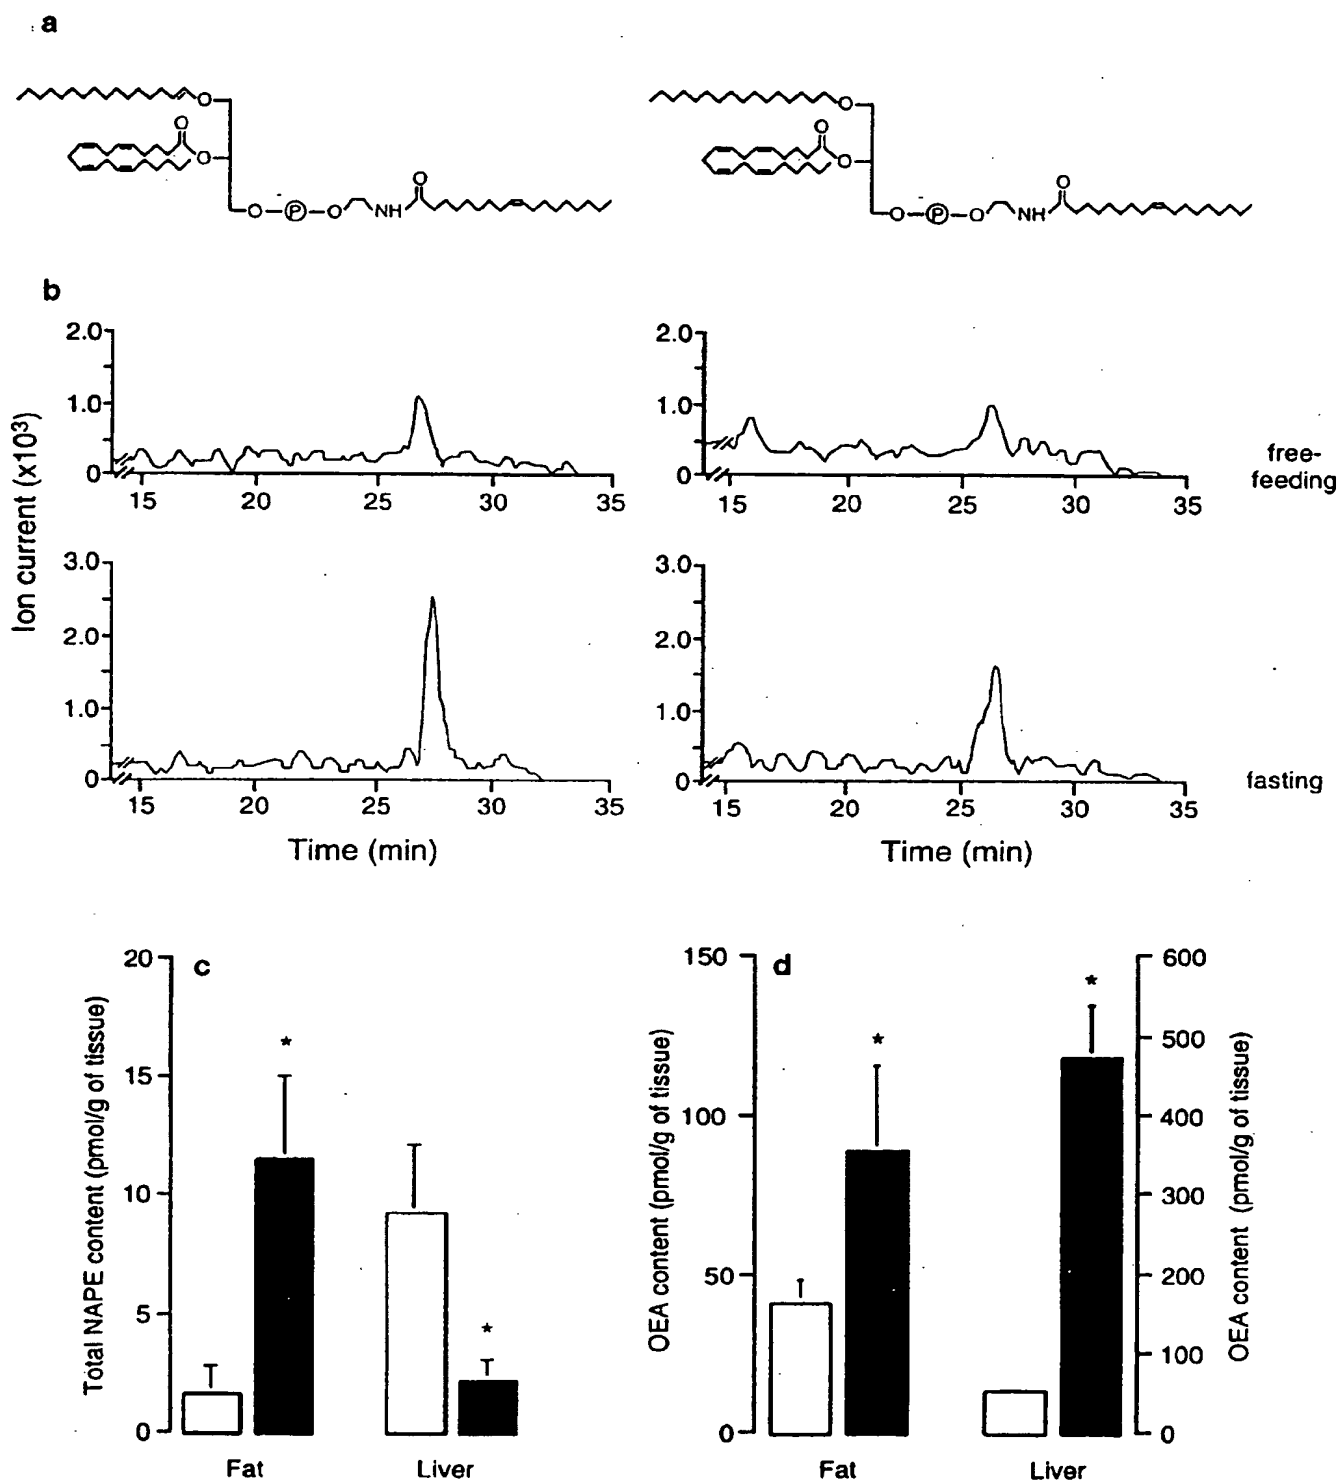 a
O
O
O
O
P
O
NH
O
O
O
O
O
P
O
NH
O
b
Ion current (x10³)
2.0
1.0
0
15 20 25 30 35
2.0
1.0
0
15 20 25 30 35
free-
feeding
3.0
2.0
1.0
0
15 20 25 30 35
Time (min)
3.0
2.0
1.0
0
15 20 25 30 35
Time (min)
fasting
c
Total NAPE content (pmol/g of tissue)
20
15
10
5
0
*
*
Fat Liver
d
OEA content (pmol/g of tissue)
150
100
50
0
*
*
600
500
400
300
200
100
0
OEA content (pmol/g of tissue)
Fat Liver